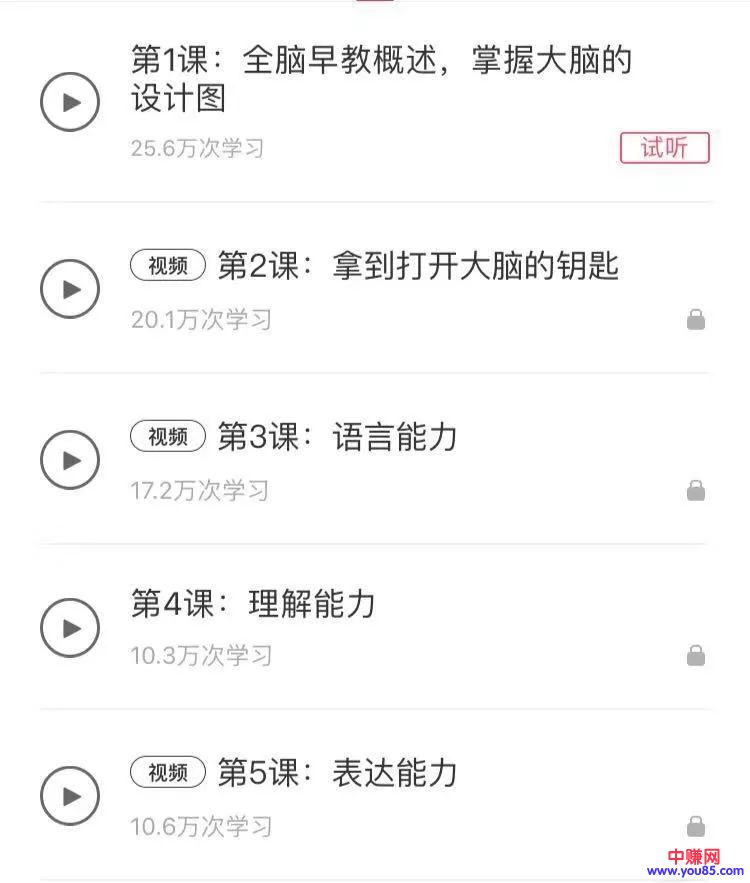 第1课：全脑早教概述，掌握大脑的
设计图
25.6万次学习
试听
视频 第2课：拿到打开大脑的钥匙
20.1万次学习
视频 第3课：语言能力
17.2万次学习
第4课：理解能力
10.3万次学习
视频 第5课：表达能力
10.6万次学习
中赚网
www.you85.com